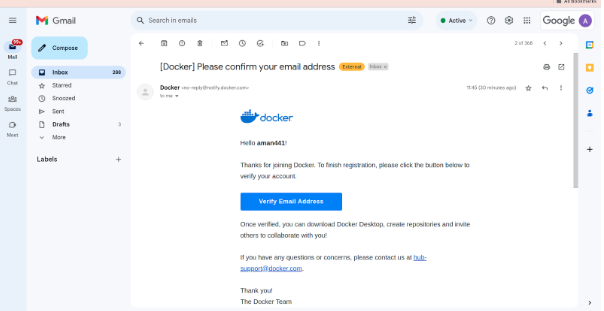 All Bookmarks
Gmail
Search in emails
Active
Google
A
99+
Mail
Chat
Spaces
Meet
Compose
Inbox 288
Starred
Snoozed
Sent
Drafts 3
More
Labels
2 of 368
[Docker] Please confirm your email address External Inbox x
Docker <no-reply@notify.docker.com>
to me
11:45 (30 minutes ago)
docker
Hello aman441!
Thanks for joining Docker. To finish registration, please click the button below to
verify your account.
Verify Email Address
Once verified, you can download Docker Desktop, create repositories and invite
others to collaborate with you!
If you have any questions or concerns, please contact us at hub-
support@docker.com.
Thank you!
The Docker Team